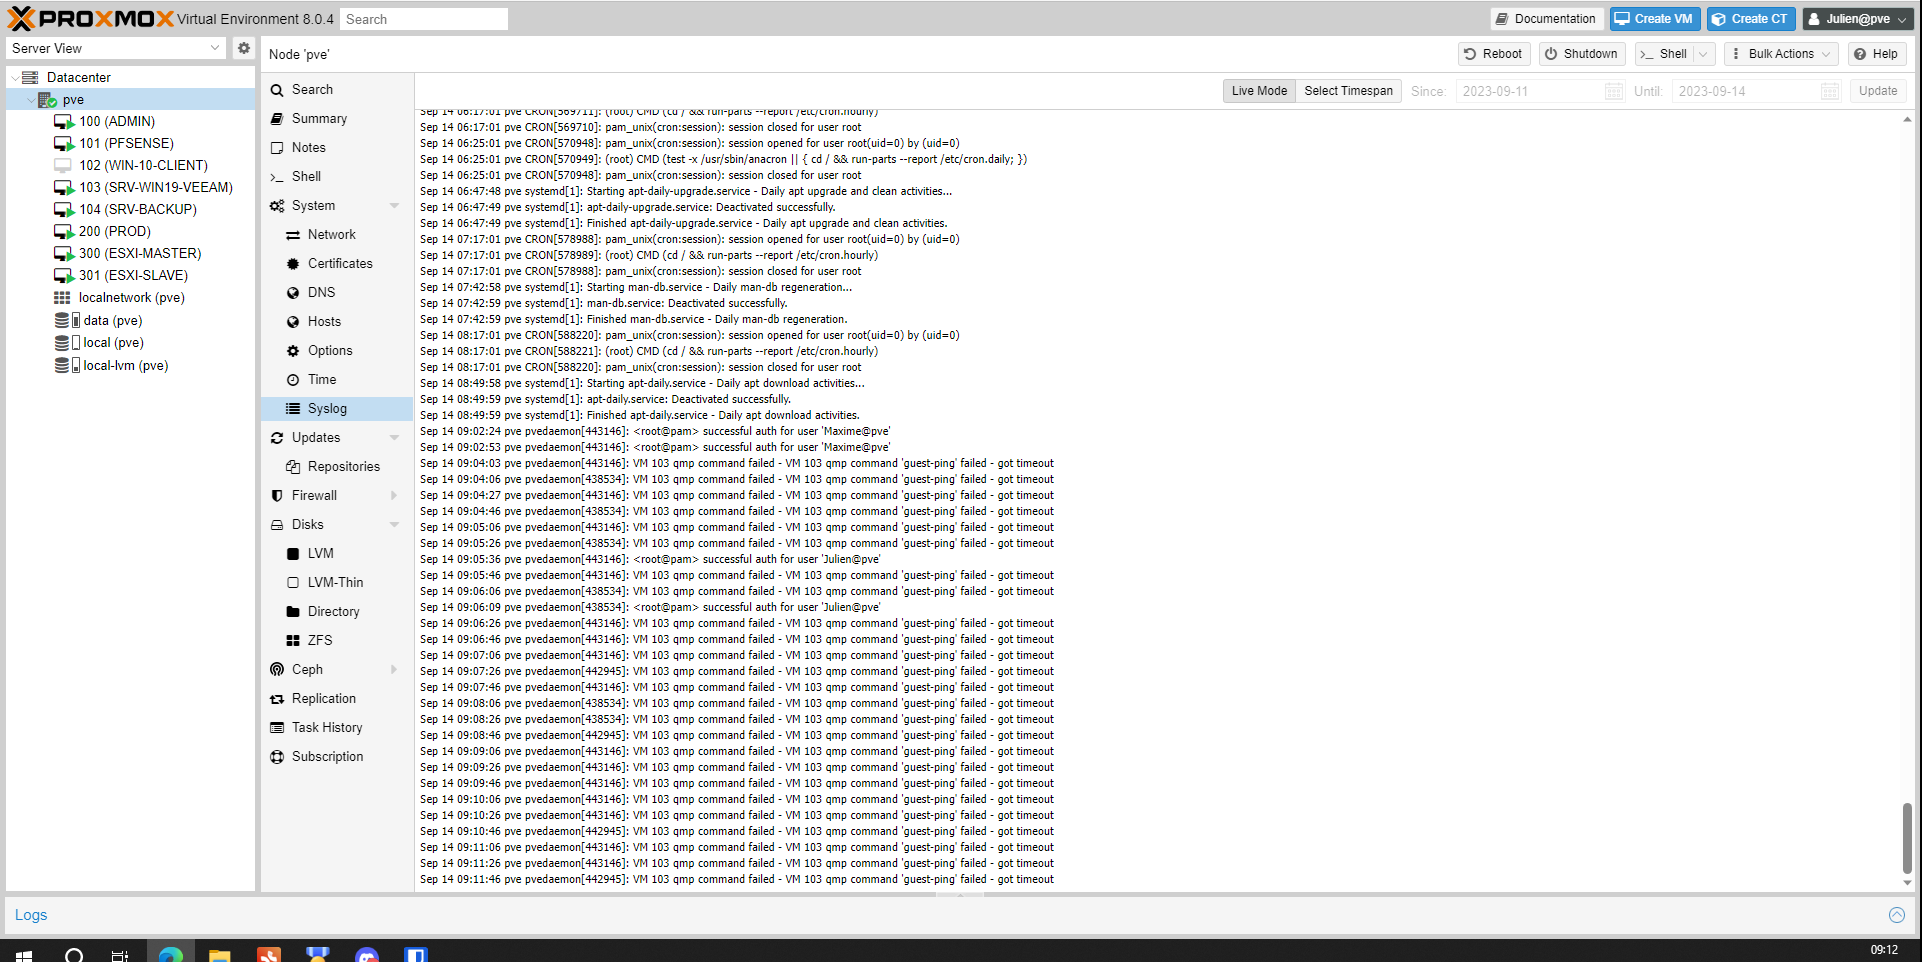 PROXMOX Virtual Environment 8.0.4 Search
Documentation Create VM Create CT Julien@pve
Server View
Node 'pve'
Reboot Shutdown Shell Bulk Actions Help
Datacenter
pve
100 (ADMIN)
101 (PFSENSE)
102 (WIN-10-CLIENT)
103 (SRV-WIN19-VEEAM)
104 (SRV-BACKUP)
200 (PROD)
300 (ESXI-MASTER)
301 (ESXI-SLAVE)
localnetwork (pve)
data (pve)
local (pve)
local-lvm (pve)
Search
Summary
Notes
Shell
System
Network
Certificates
DNS
Hosts
Options
Time
Syslog
Updates
Repositories
Firewall
Disks
LVM
LVM-Thin
Directory
ZFS
Ceph
Replication
Task History
Subscription
Live Mode Select Timespan Since: 2023-09-11 Until: 2023-09-14 Update
Sep 14 06:17:01 pve CRON[569711]: (root) CMD (cd / && run-parts --report /etc/cron.hourly)
Sep 14 06:17:01 pve CRON[569710]: pam_unix(cron:session): session closed for user root
Sep 14 06:25:01 pve CRON[570948]: pam_unix(cron:session): session opened for user root(uid=0) by (uid=0)
Sep 14 06:25:01 pve CRON[570949]: (root) CMD (test -x /usr/sbin/anacron || { cd / && run-parts --report /etc/cron.daily; })
Sep 14 06:25:01 pve CRON[570948]: pam_unix(cron:session): session closed for user root
Sep 14 06:47:48 pve systemd[1]: Starting apt-daily-upgrade.service - Daily apt upgrade and clean activities...
Sep 14 06:47:49 pve systemd[1]: apt-daily-upgrade.service: Deactivated successfully.
Sep 14 06:47:49 pve systemd[1]: Finished apt-daily-upgrade.service - Daily apt upgrade and clean activities.
Sep 14 07:17:01 pve CRON[578988]: pam_unix(cron:session): session opened for user root(uid=0) by (uid=0)
Sep 14 07:17:01 pve CRON[578989]: (root) CMD (cd / && run-parts --report /etc/cron.hourly)
Sep 14 07:17:01 pve CRON[578988]: pam_unix(cron:session): session closed for user root
Sep 14 07:42:58 pve systemd[1]: Starting man-db.service - Daily man-db regeneration...
Sep 14 07:42:59 pve systemd[1]: man-db.service: Deactivated successfully.
Sep 14 07:42:59 pve systemd[1]: Finished man-db.service - Daily man-db regeneration.
Sep 14 08:17:01 pve CRON[588220]: pam_unix(cron:session): session opened for user root(uid=0) by (uid=0)
Sep 14 08:17:01 pve CRON[588221]: (root) CMD (cd / && run-parts --report /etc/cron.hourly)
Sep 14 08:17:01 pve CRON[588220]: pam_unix(cron:session): session closed for user root
Sep 14 08:49:58 pve systemd[1]: Starting apt-daily.service - Daily apt download activities...
Sep 14 08:49:59 pve systemd[1]: apt-daily.service: Deactivated successfully.
Sep 14 08:49:59 pve systemd[1]: Finished apt-daily.service - Daily apt download activities.
Sep 14 09:02:24 pve pvedaemon[443146]: <root@pam> successful auth for user 'Maxime@pve'
Sep 14 09:02:53 pve pvedaemon[443146]: <root@pam> successful auth for user 'Maxime@pve'
Sep 14 09:04:03 pve pvedaemon[443146]: VM 103 qmp command failed - VM 103 qmp command 'guest-ping' failed - got timeout
Sep 14 09:04:06 pve pvedaemon[438534]: VM 103 qmp command failed - VM 103 qmp command 'guest-ping' failed - got timeout
Sep 14 09:04:27 pve pvedaemon[443146]: VM 103 qmp command failed - VM 103 qmp command 'guest-ping' failed - got timeout
Sep 14 09:04:46 pve pvedaemon[438534]: VM 103 qmp command failed - VM 103 qmp command 'guest-ping' failed - got timeout
Sep 14 09:05:06 pve pvedaemon[443146]: VM 103 qmp command failed - VM 103 qmp command 'guest-ping' failed - got timeout
Sep 14 09:05:26 pve pvedaemon[438534]: VM 103 qmp command failed - VM 103 qmp command 'guest-ping' failed - got timeout
Sep 14 09:05:36 pve pvedaemon[443146]: <root@pam> successful auth for user 'Julien@pve'
Sep 14 09:05:46 pve pvedaemon[443146]: VM 103 qmp command failed - VM 103 qmp command 'guest-ping' failed - got timeout
Sep 14 09:06:06 pve pvedaemon[438534]: VM 103 qmp command failed - VM 103 qmp command 'guest-ping' failed - got timeout
Sep 14 09:06:09 pve pvedaemon[438534]: <root@pam> successful auth for user 'Julien@pve'
Sep 14 09:06:26 pve pvedaemon[443146]: VM 103 qmp command failed - VM 103 qmp command 'guest-ping' failed - got timeout
Sep 14 09:06:46 pve pvedaemon[443146]: VM 103 qmp command failed - VM 103 qmp command 'guest-ping' failed - got timeout
Sep 14 09:07:06 pve pvedaemon[443146]: VM 103 qmp command failed - VM 103 qmp command 'guest-ping' failed - got timeout
Sep 14 09:07:26 pve pvedaemon[442945]: VM 103 qmp command failed - VM 103 qmp command 'guest-ping' failed - got timeout
Sep 14 09:07:46 pve pvedaemon[443146]: VM 103 qmp command failed - VM 103 qmp command 'guest-ping' failed - got timeout
Sep 14 09:08:06 pve pvedaemon[438534]: VM 103 qmp command failed - VM 103 qmp command 'guest-ping' failed - got timeout
Sep 14 09:08:26 pve pvedaemon[438534]: VM 103 qmp command failed - VM 103 qmp command 'guest-ping' failed - got timeout
Sep 14 09:08:46 pve pvedaemon[442945]: VM 103 qmp command failed - VM 103 qmp command 'guest-ping' failed - got timeout
Sep 14 09:09:06 pve pvedaemon[443146]: VM 103 qmp command failed - VM 103 qmp command 'guest-ping' failed - got timeout
Sep 14 09:09:26 pve pvedaemon[443146]: VM 103 qmp command failed - VM 103 qmp command 'guest-ping' failed - got timeout
Sep 14 09:09:46 pve pvedaemon[443146]: VM 103 qmp command failed - VM 103 qmp command 'guest-ping' failed - got timeout
Sep 14 09:10:06 pve pvedaemon[443146]: VM 103 qmp command failed - VM 103 qmp command 'guest-ping' failed - got timeout
Sep 14 09:10:26 pve pvedaemon[443146]: VM 103 qmp command failed - VM 103 qmp command 'guest-ping' failed - got timeout
Sep 14 09:10:46 pve pvedaemon[442945]: VM 103 qmp command failed - VM 103 qmp command 'guest-ping' failed - got timeout
Sep 14 09:11:06 pve pvedaemon[443146]: VM 103 qmp command failed - VM 103 qmp command 'guest-ping' failed - got timeout
Sep 14 09:11:26 pve pvedaemon[443146]: VM 103 qmp command failed - VM 103 qmp command 'guest-ping' failed - got timeout
Sep 14 09:11:46 pve pvedaemon[442945]: VM 103 qmp command failed - VM 103 qmp command 'guest-ping' failed - got timeout
Logs
09:12